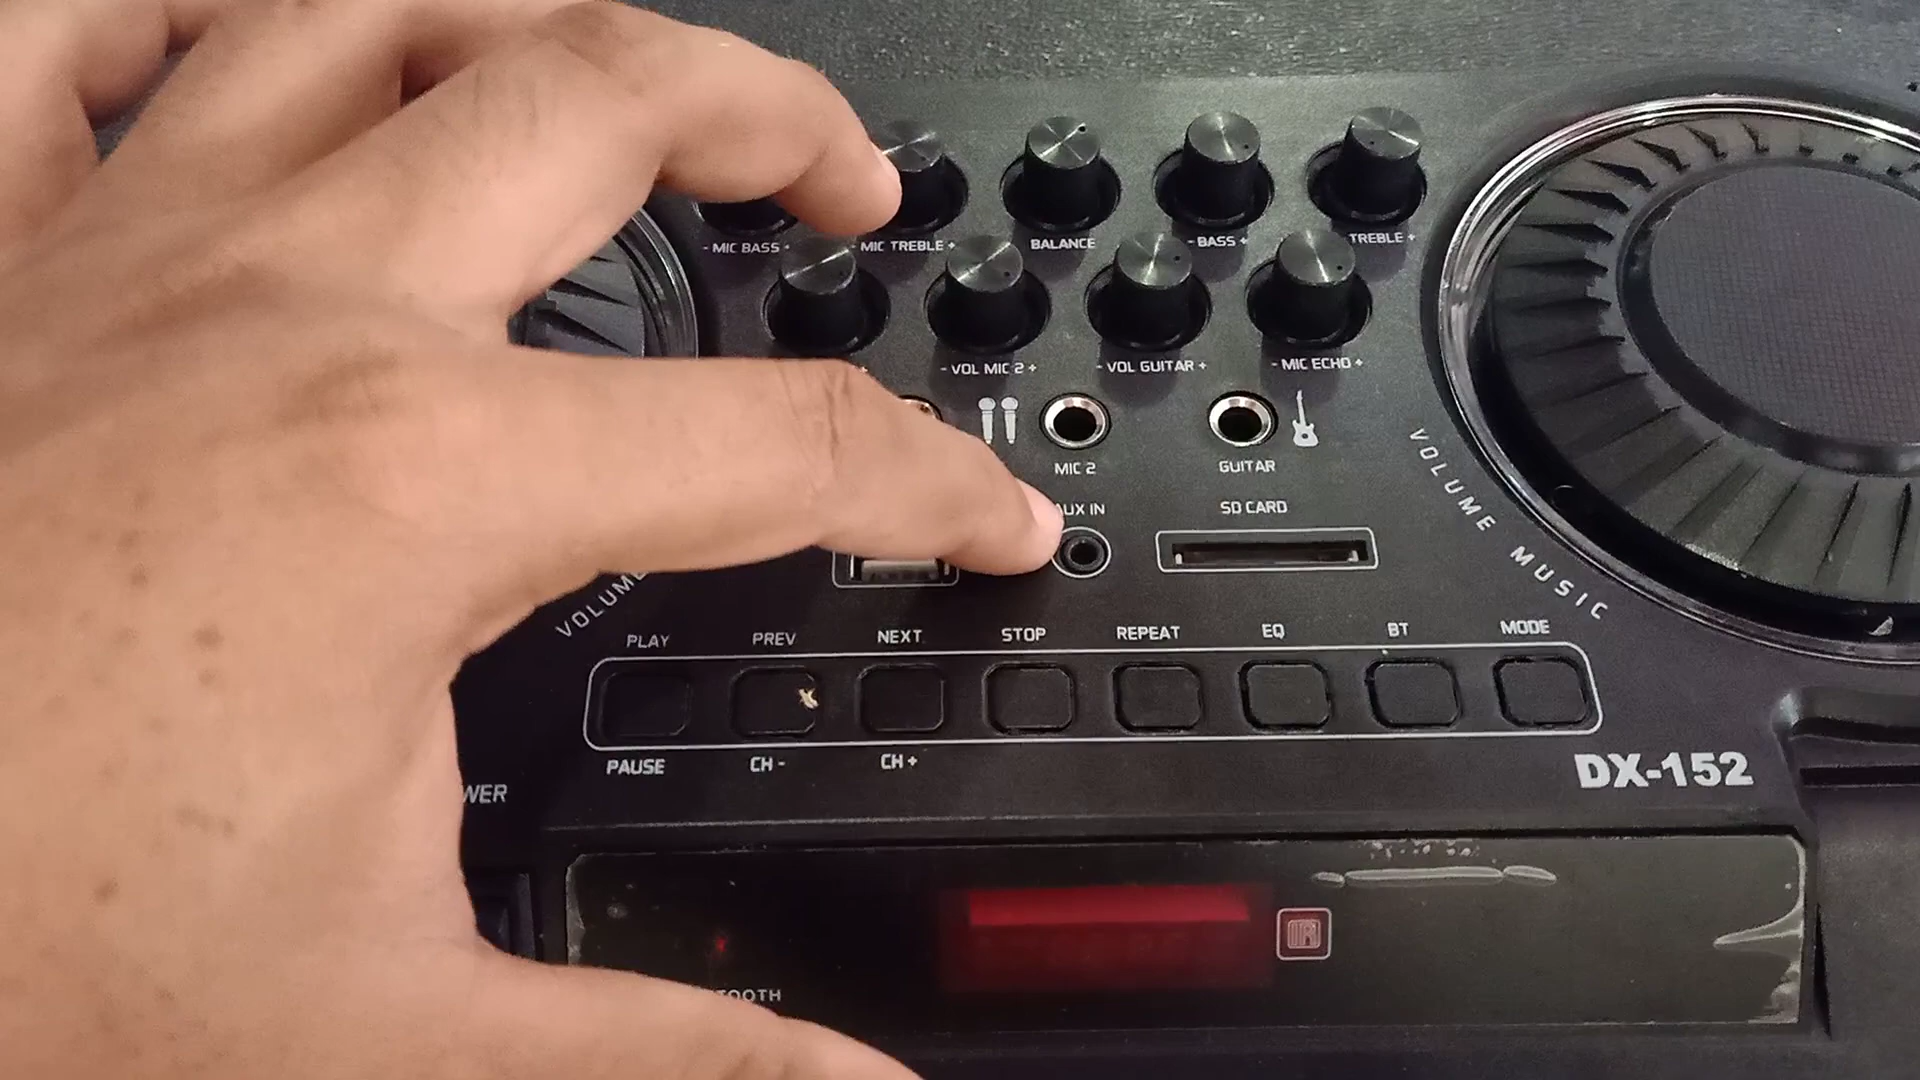 - MIC BASS +
- MIC TREBLE +
BALANCE
- BASS +
- TREBLE +
+
- VOL MIC 2 +
- VOL GUITAR +
- MIC ECHO +
MIC 2
GUITAR
AUX IN
SD CARD
VOLUME
VOLUME MUSIC
PLAY
PREV
NEXT
STOP
REPEAT
EQ
BT
MODE
PAUSE
CH -
CH +
DX-152
WER
TOOTH
IR